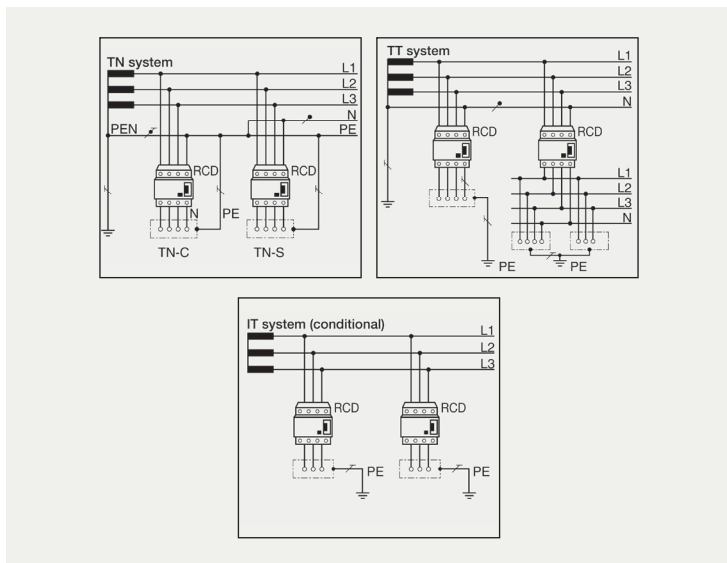 TN system
L1
L2
L3
N
PEN
PE
RCD
RCD
N
PE
TN-C
TN-S
TT system
L1
L2
L3
N
RCD
RCD
L1
L2
L3
N
PE
PE
IT system (conditional)
L1
L2
L3
RCD
RCD
PE
PE